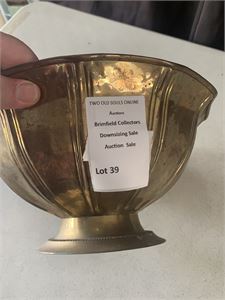 TWO OLD SOULS ONLINE
Auctions
Brimfield Collectors
Downsizing Sale
Auction Sale
Lot 39